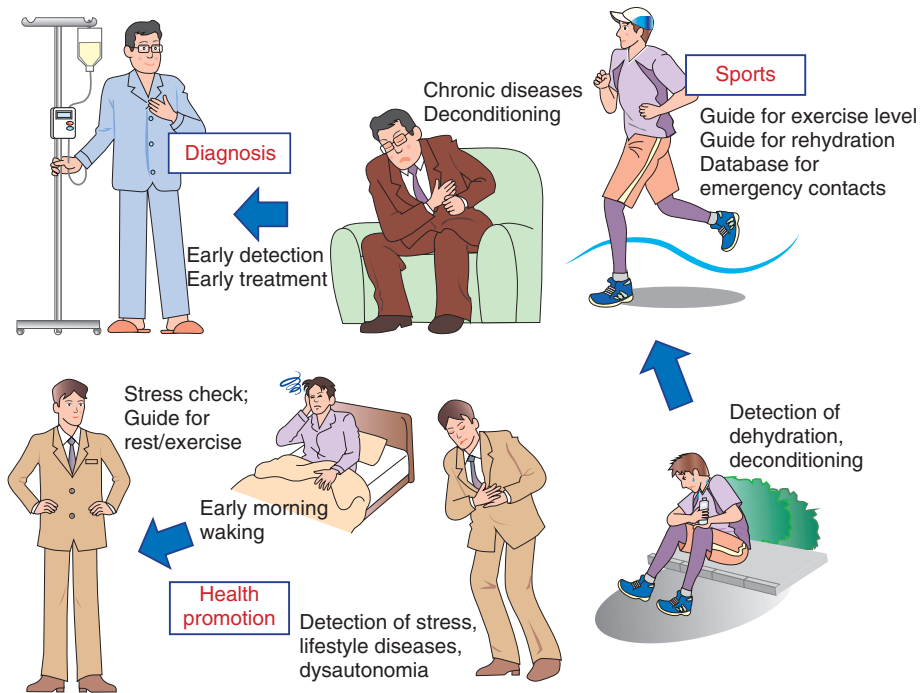 Chronic diseases
Deconditioning
Sports
Guide for exercise level
Guide for rehydration
Database for
emergency contacts
Diagnosis
Early detection
Early treatment
Stress check;
Guide for
rest/exercise
Early morning
waking
Health
promotion
Detection of stress,
lifestyle diseases,
dysautonomia
Detection of
dehydration,
deconditioning